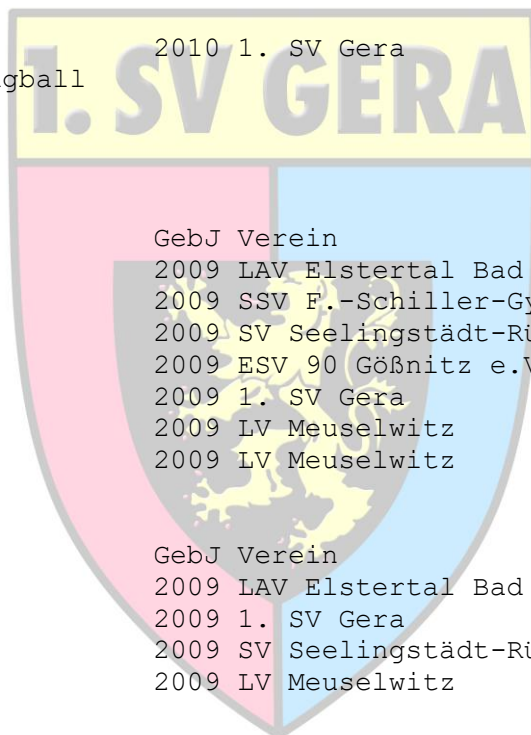 2010 1. SV Gera
gball
1. SV GERA
GebJ Verein
2009 LAV Elstertal Bad
2009 SSV F.-Schiller-Gy
2009 SV Seelingstädt-Rü
2009 ESV 90 Gößnitz e.V
2009 1. SV Gera
2009 LV Meuselwitz
2009 LV Meuselwitz
GebJ Verein
2009 LAV Elstertal Bad
2009 1. SV Gera
2009 SV Seelingstädt-Rü
2009 LV Meuselwitz